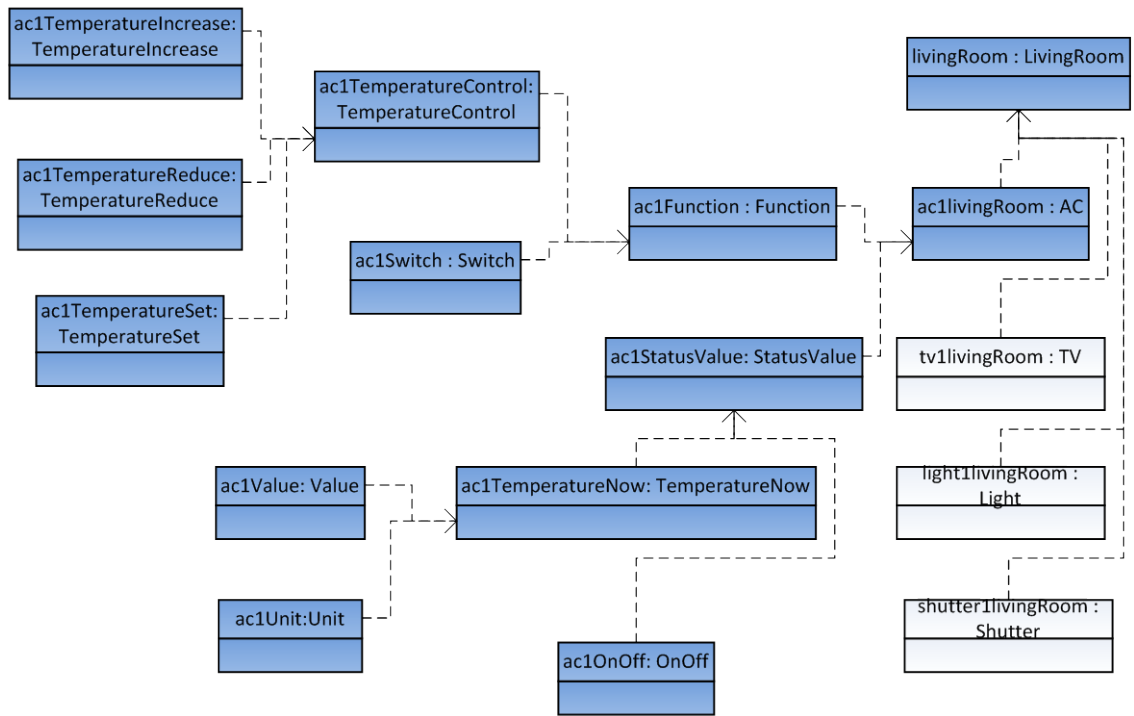 ac1TemperatureIncrease:
TemperatureIncrease
livingRoom : LivingRoom
ac1TemperatureControl:
TemperatureControl
ac1TemperatureReduce:
TemperatureReduce
ac1Function : Function
ac1livingRoom : AC
ac1Switch : Switch
ac1TemperatureSet:
TemperatureSet
ac1StatusValue: StatusValue
tv1livingRoom : TV
ac1Value: Value
ac1TemperatureNow: TemperatureNow
light1livingRoom :
Light
ac1Unit:Unit
shutter1livingRoom :
Shutter
ac1OnOff: OnOff